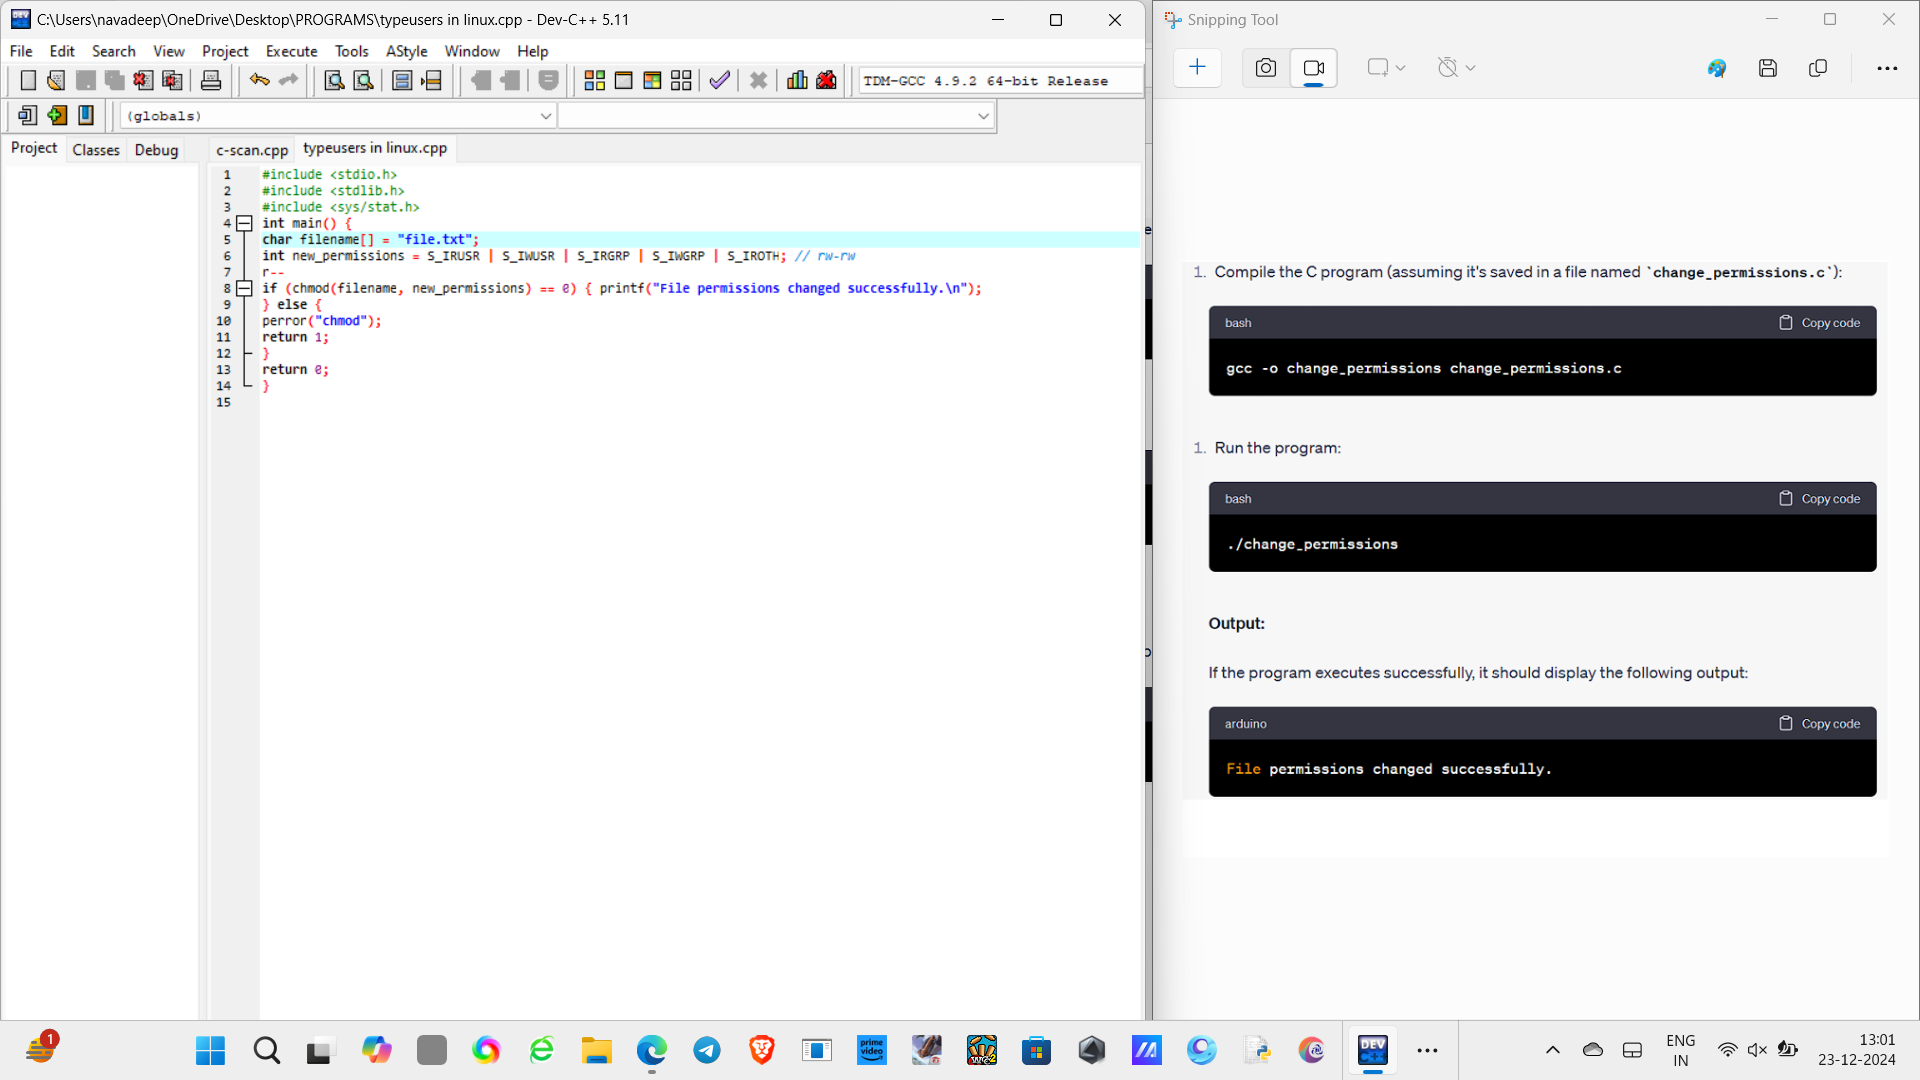 C:\Users\navadeep\OneDrive\Desktop\PROGRAMS\typeusers in linux.cpp - Dev-C++ 5.11
File Edit Search View Project Execute Tools AStyle Window Help
TDM-GCC 4.9.2 64-bit Release
(globals)
Project Classes Debug
c-scan.cpp typeusers in linux.cpp
1 #include <stdio.h>
2 #include <stdlib.h>
3 #include <sys/stat.h>
4 int main() {
5 char filename[] = "file.txt";
6 int new_permissions = S_IRUSR | S_IWUSR | S_IRGRP | S_IWGRP | S_IROTH; // rw-rw
7 r--
8 if (chmod(filename, new_permissions) == 0) { printf("File permissions changed successfully.\n");
9 } else {
10 perror("chmod");
11 return 1;
12 }
13 return 0;
14 }
15
Snipping Tool
1. Compile the C program (assuming it's saved in a file named `change_permissions.c`):
bash Copy code
gcc -o change_permissions change_permissions.c
1. Run the program:
bash Copy code
./change_permissions
Output:
If the program executes successfully, it should display the following output:
arduino Copy code
File permissions changed successfully.
1
prime video
DEV C++
ENG
IN
13:01
23-12-2024